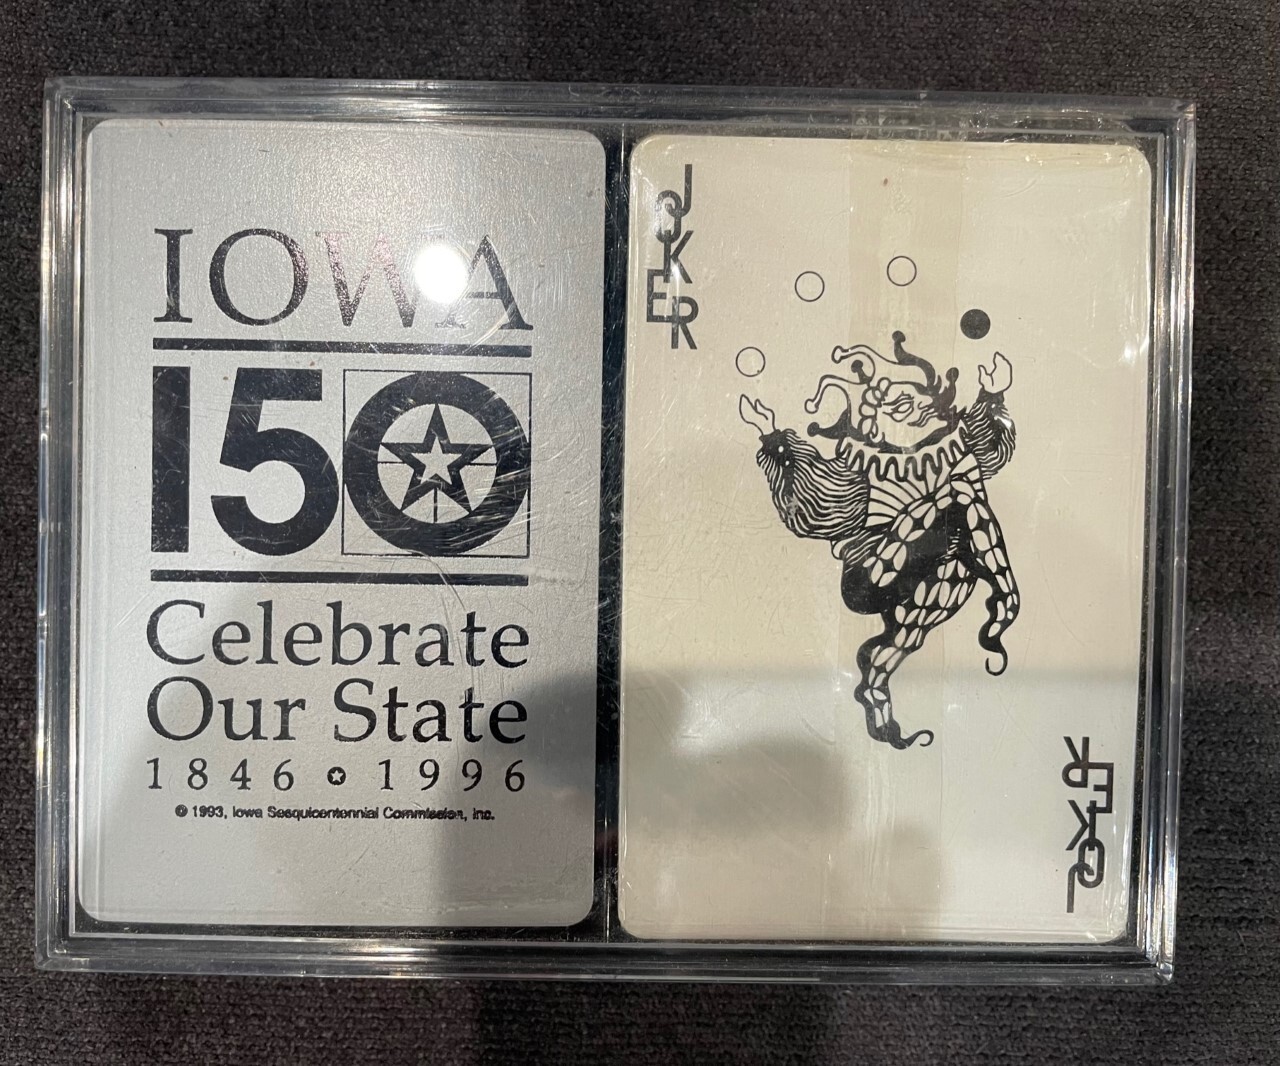 IOWA
150
Celebrate
Our State
1846 ✪ 1996
© 1993, Iowa Sesquicentennial Commission, Inc.
JOKER
JOKER